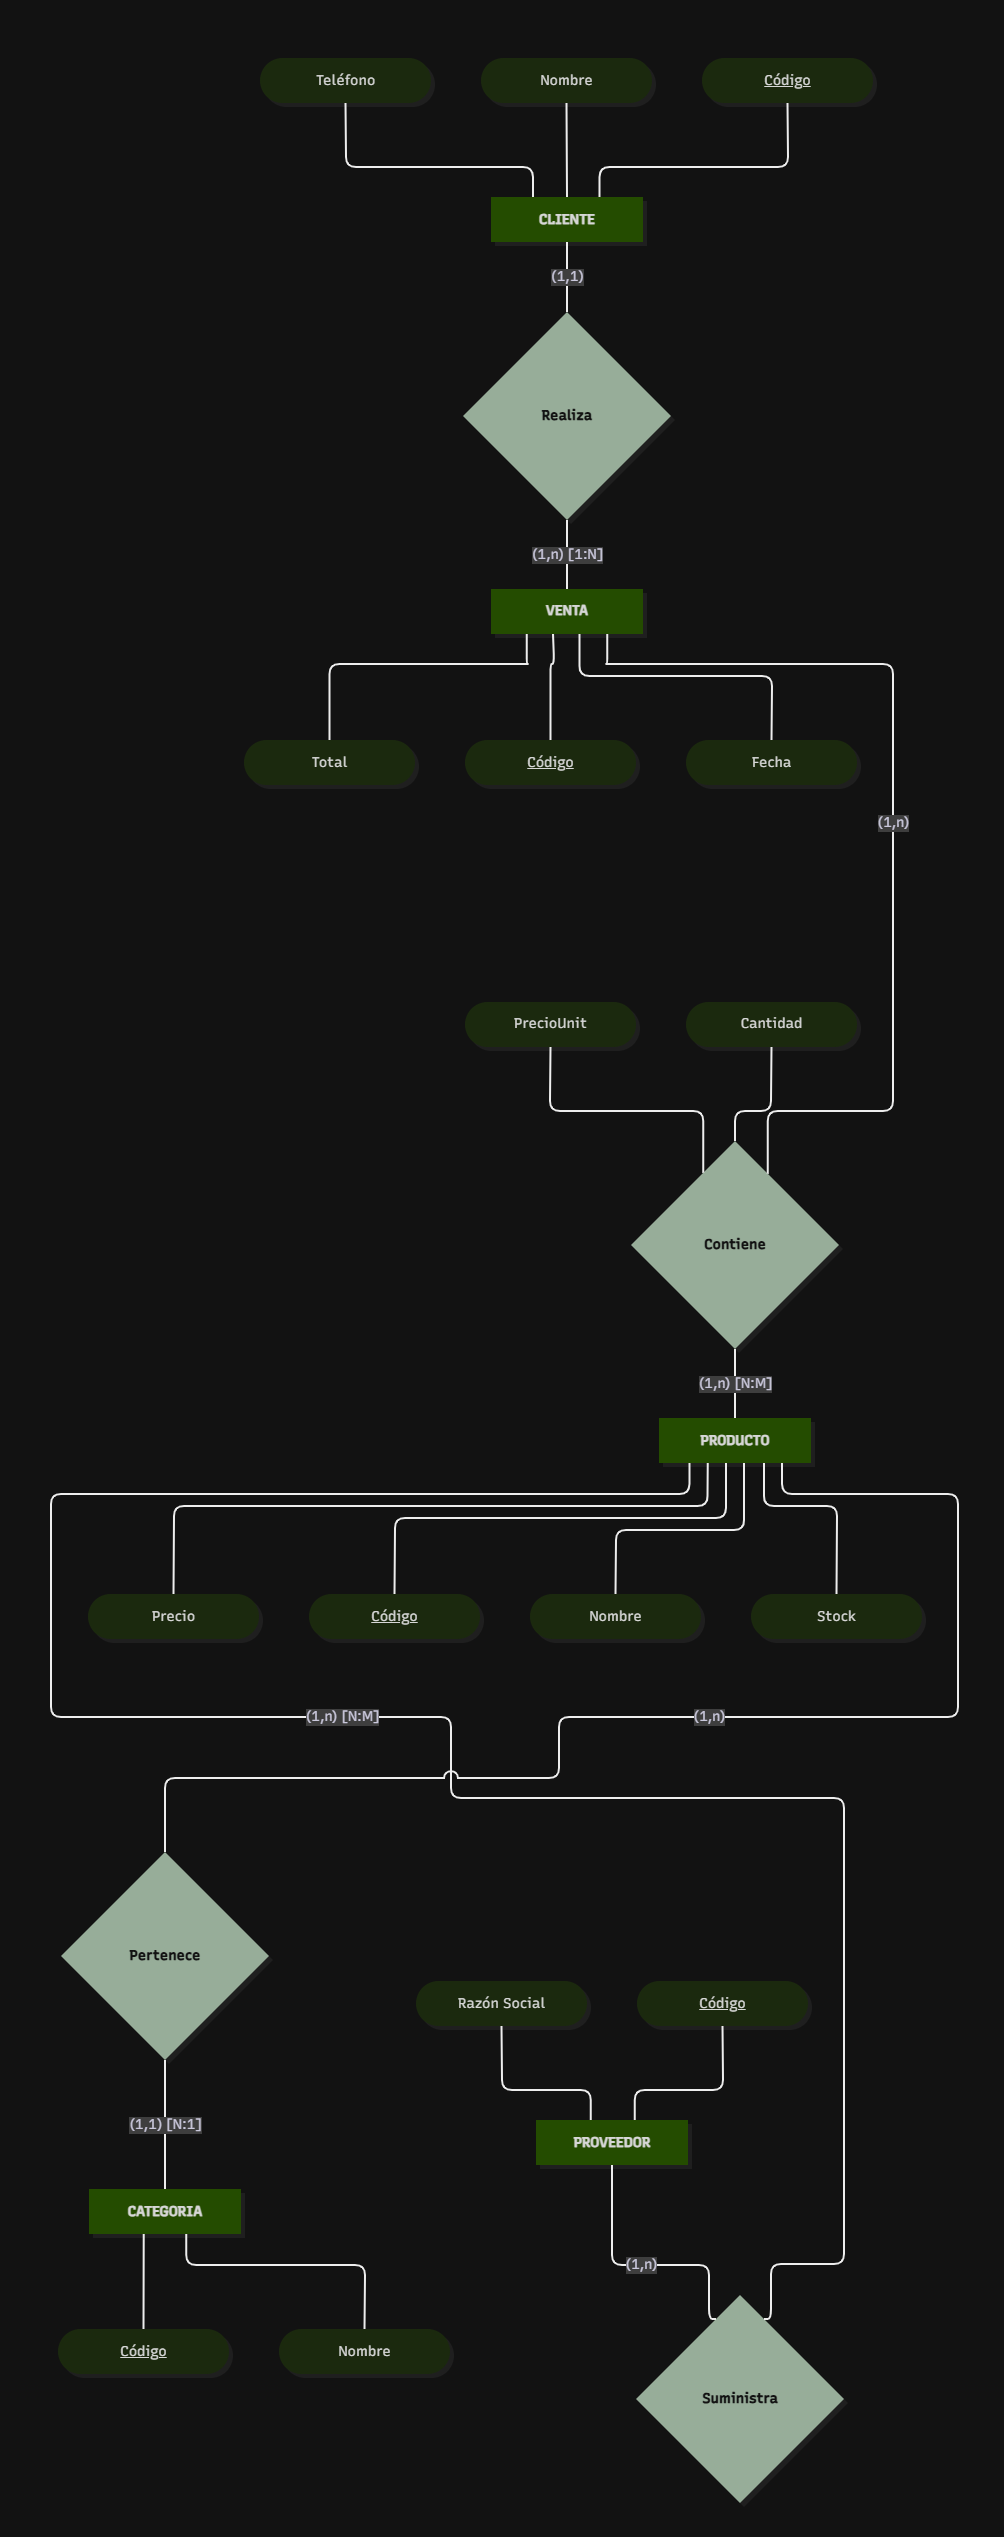 Teléfono
Nombre
Código
CLIENTE
(1,1)
Realiza
(1,n) [1:N]
VENTA
Total
Código
Fecha
(1,n)
PrecioUnit
Cantidad
Contiene
(1,n) [N:M]
PRODUCTO
Precio
Código
Nombre
Stock
(1,n) [N:M]
(1,n)
Pertenece
Razón Social
Código
(1,1) [N:1]
PROVEEDOR
CATEGORIA
(1,n)
Código
Nombre
Suministra